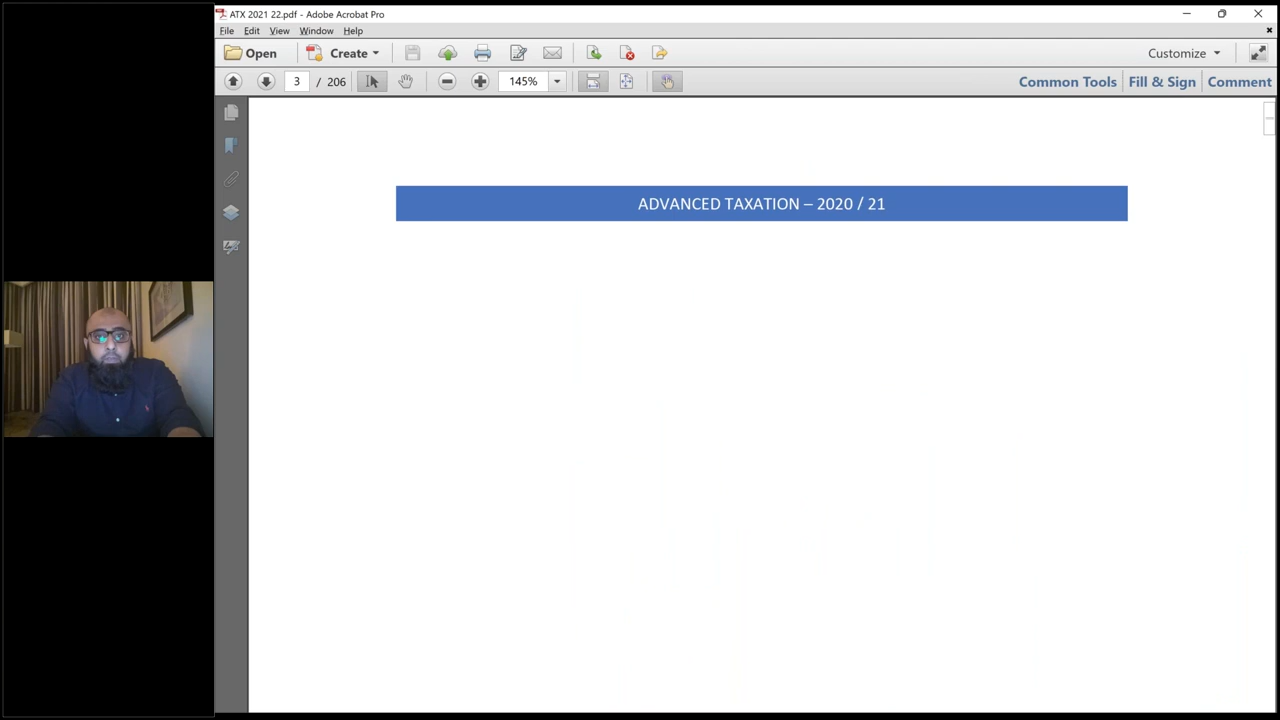 ATX 2021 22.pdf - Adobe Acrobat Pro
File Edit View Window Help
Open Create Customize
3 / 206 145% Common Tools Fill & Sign Comment
ADVANCED TAXATION – 2020 / 21